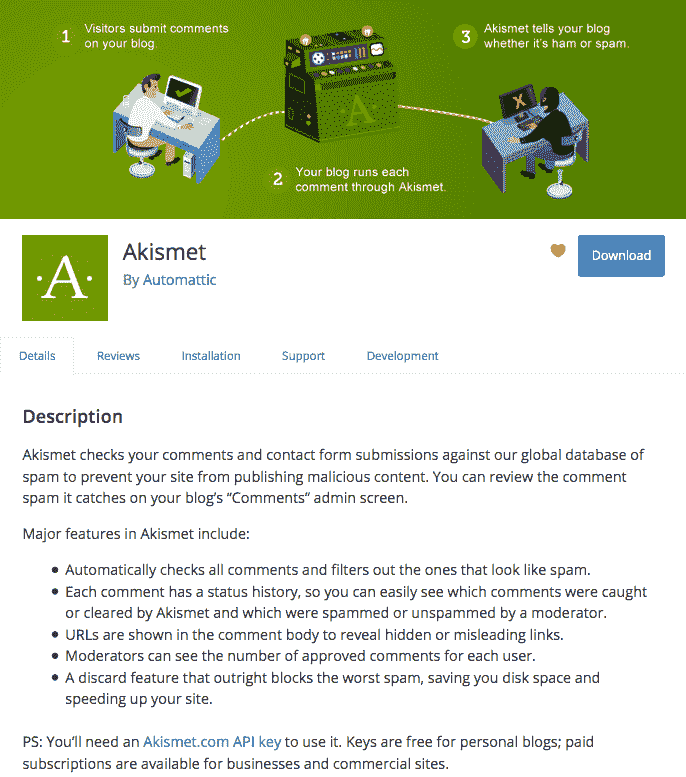 1 Visitors submit comments
on your blog.
A
2 Your blog runs each
comment through Akismet.
3 Akismet tells your blog
whether it's ham or spam.
X
·A·
Akismet
By Automattic
Download
Details Reviews Installation Support Development
Description
Akismet checks your comments and contact form submissions against our global database of
spam to prevent your site from publishing malicious content. You can review the comment
spam it catches on your blog’s “Comments” admin screen.
Major features in Akismet include:
• Automatically checks all comments and filters out the ones that look like spam.
• Each comment has a status history, so you can easily see which comments were caught
or cleared by Akismet and which were spammed or unspammed by a moderator.
• URLs are shown in the comment body to reveal hidden or misleading links.
• Moderators can see the number of approved comments for each user.
• A discard feature that outright blocks the worst spam, saving you disk space and
speeding up your site.
PS: You’ll need an Akismet.com API key to use it. Keys are free for personal blogs; paid
subscriptions are available for businesses and commercial sites.